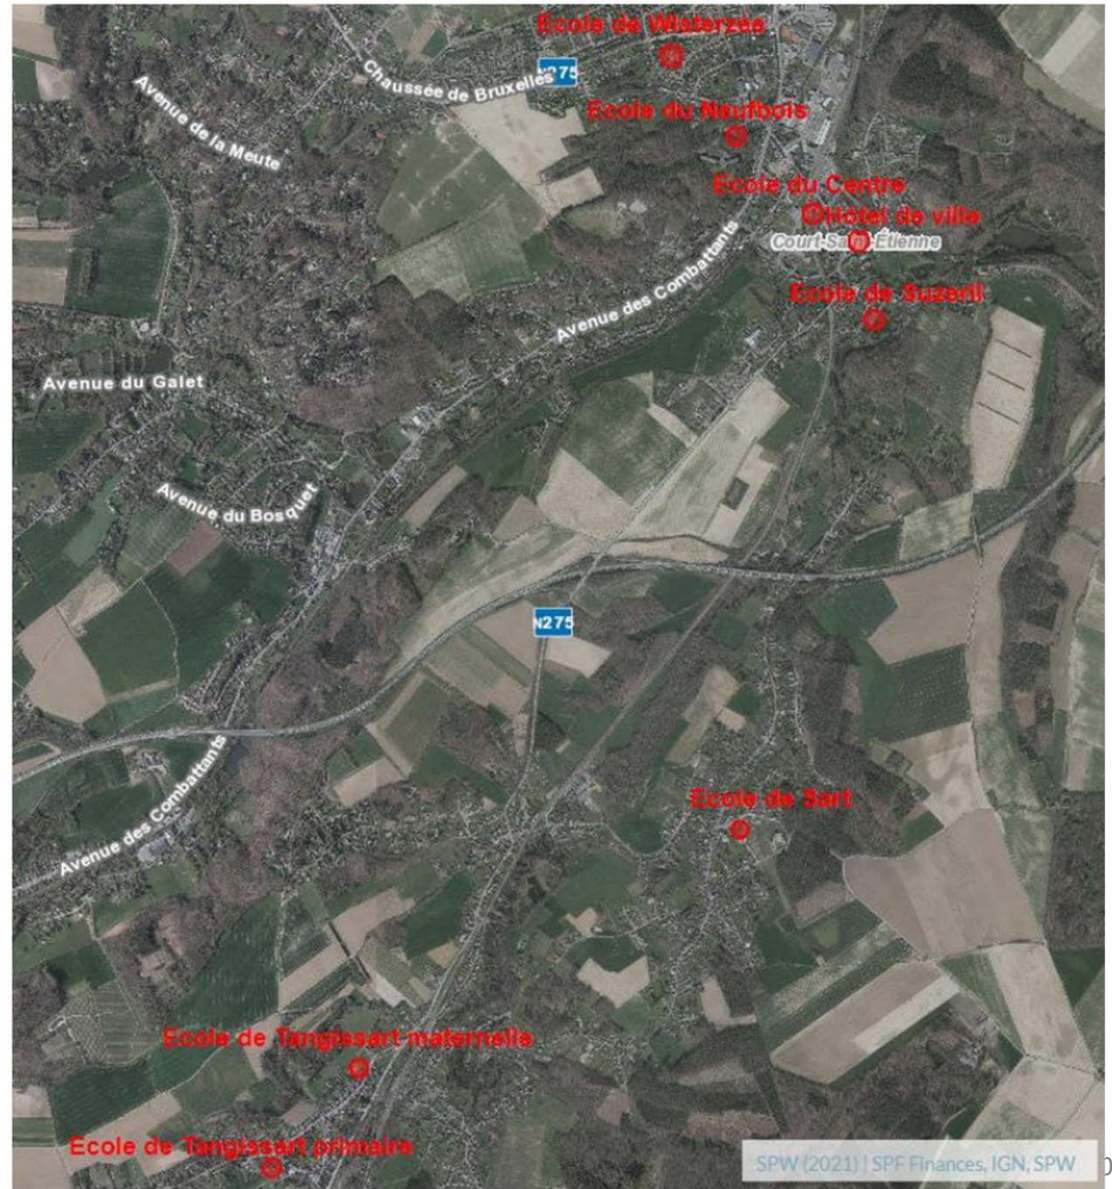 Ecole de Wisterzée
Chaussée de Bruxelles
N275
Avenue de la Meute
Ecole du Neufbois
Ecole du Centre
Hôtel de ville
Court-Saint-Étienne
Avenue des Combattants
Ecole de Suzeril
Avenue du Galet
Avenue du Bosquet
N275
Avenue des Combattants
Ecole de Sart
Ecole de Tangissart maternelle
Ecole de Tangissart primaire
SPW (2021) | SPF Finances, IGN, SPW